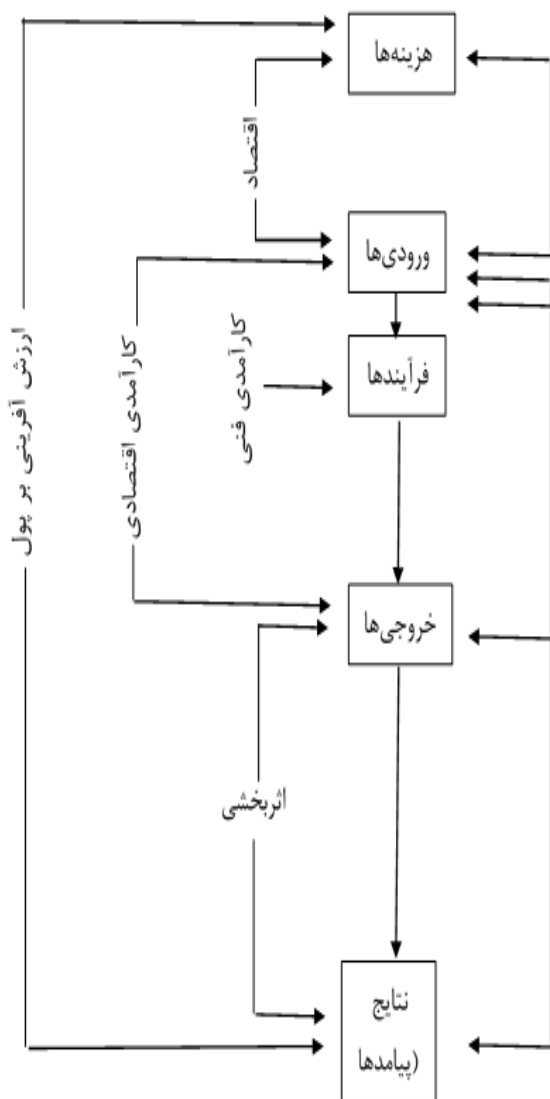 هزینه‌ها
اقتصاد
ورودی‌ها
فرآیندها
کارآمدی فنی
کارآمدی اقتصادی
ارزش آفرینی بر پول
خروجی‌ها
اثربخشی
نتایج
(پیامدها